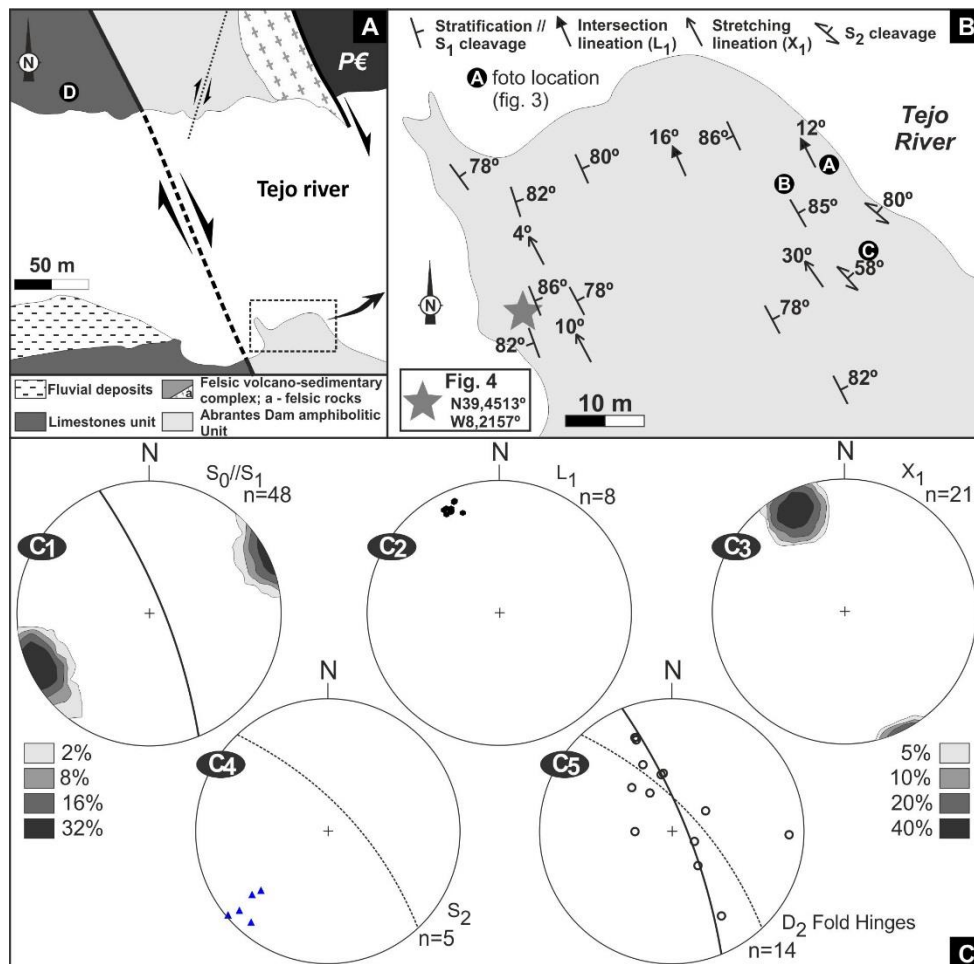 A
N
P€
D
Tejo river
50 m
Fluvial deposits
Felsic volcano-sedimentary
complex; a - felsic rocks
a
Limestones unit
Abrantes Dam amphibolitic
Unit
B
Stratification //
S1 cleavage
Intersection
lineation (L1)
Stretching
lineation (X1)
S2 cleavage
A foto location
(fig. 3)
Tejo
River
78º
82º
80º
16º
86º
12º
A
B
85º
80º
4º
C
30º
58º
N
86º
78º
78º
82º
10º
82º
Fig. 4
N39,4513º
W8,2157º
10 m
N
S0//S1
n=48
C1
N
L1
n=8
C2
N
X1
n=21
C3
2%
8%
16%
32%
N
C4
S2
n=5
N
C5
D2 Fold Hinges
n=14
5%
10%
20%
40%
C